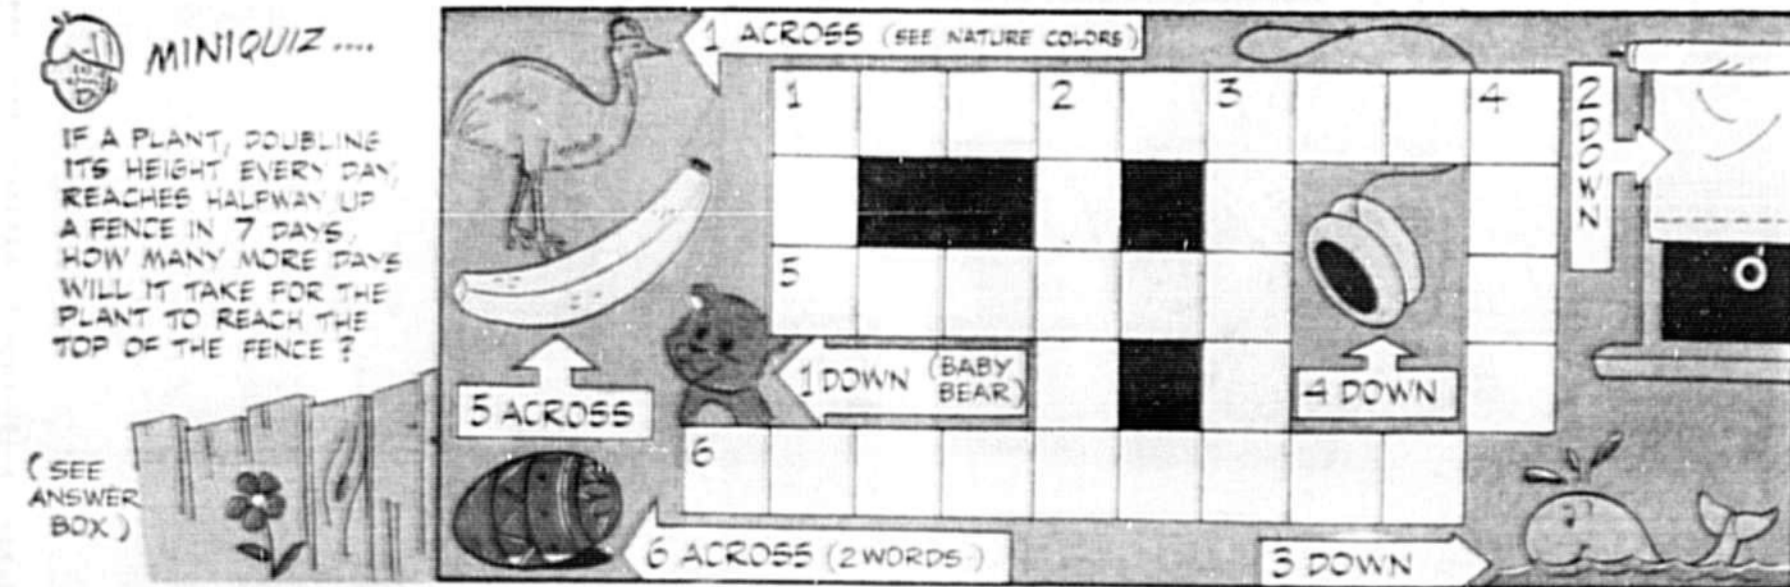 MINIQUIZ....
IF A PLANT, DOUBLING
ITS HEIGHT EVERY DAY,
REACHES HALFWAY UP
A FENCE IN 7 DAYS,
HOW MANY MORE DAYS
WILL IT TAKE FOR THE
PLANT TO REACH THE
TOP OF THE FENCE?
(SEE
ANSWER
BOX)
1 ACROSS (SEE NATURE COLORS)
1 2 3 4
2 DOWN
5
1 DOWN (BABY
BEAR)
4 DOWN
5 ACROSS
6
6 ACROSS (2 WORDS)
3 DOWN